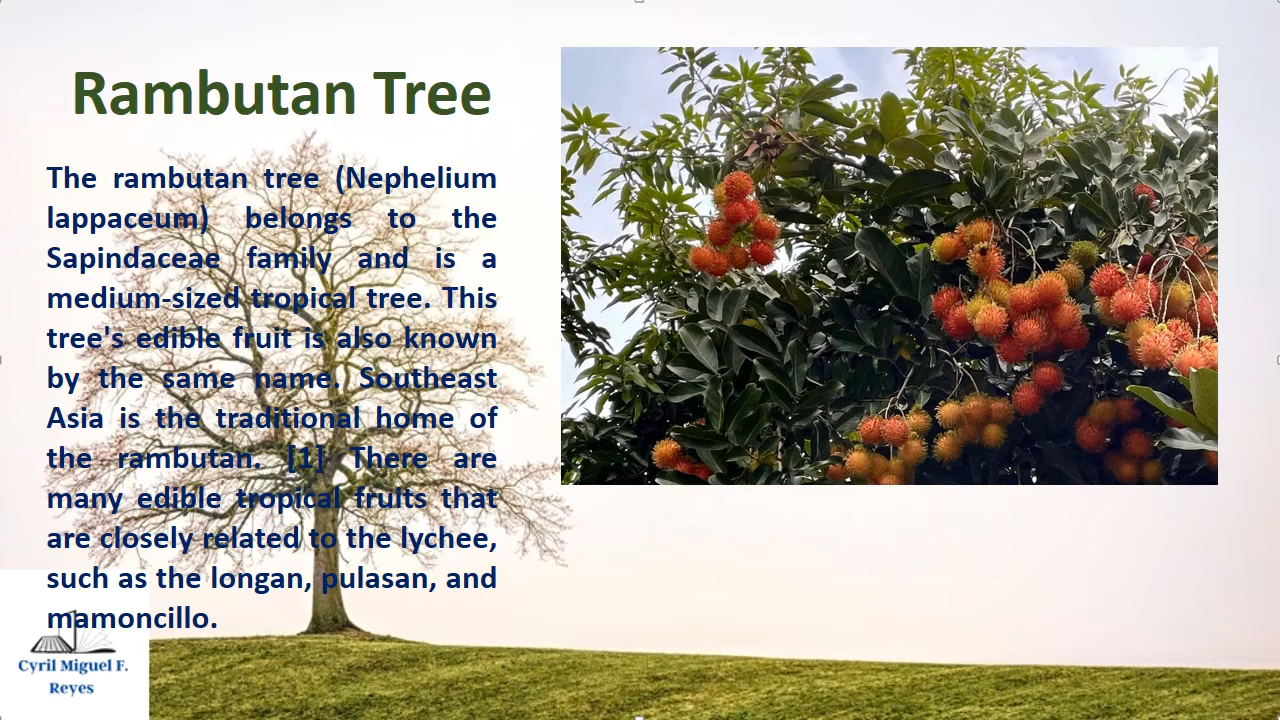 Rambutan Tree
The rambutan tree (Nephelium
lappaceum) belongs to the
Sapindaceae family and is a
medium-sized tropical tree. This
tree's edible fruit is also known
by the same name. Southeast
Asia is the traditional home of
the rambutan. [1] There are
many edible tropical fruits that
are closely related to the lychee,
such as the longan, pulasan, and
mamoncillo.
Cyril Miguel F.
Reyes